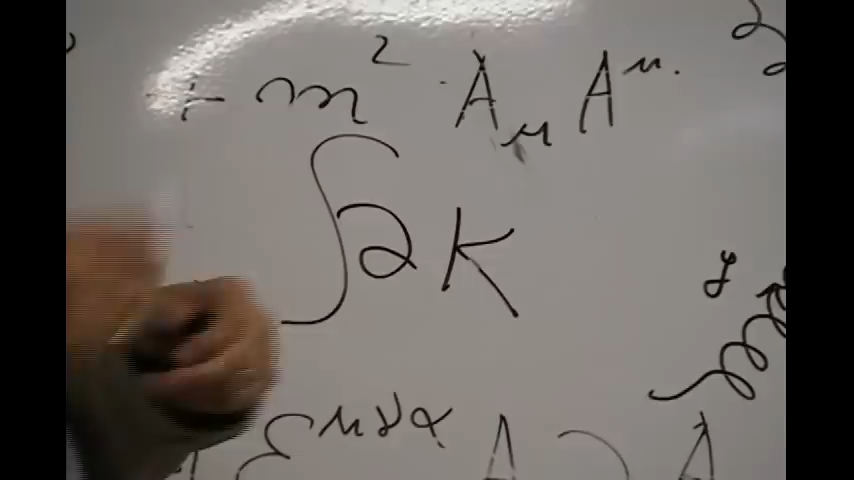 + m² · A_μ A^μ.
∫ ∂ K
y
ε^{μνα} A ∂ A